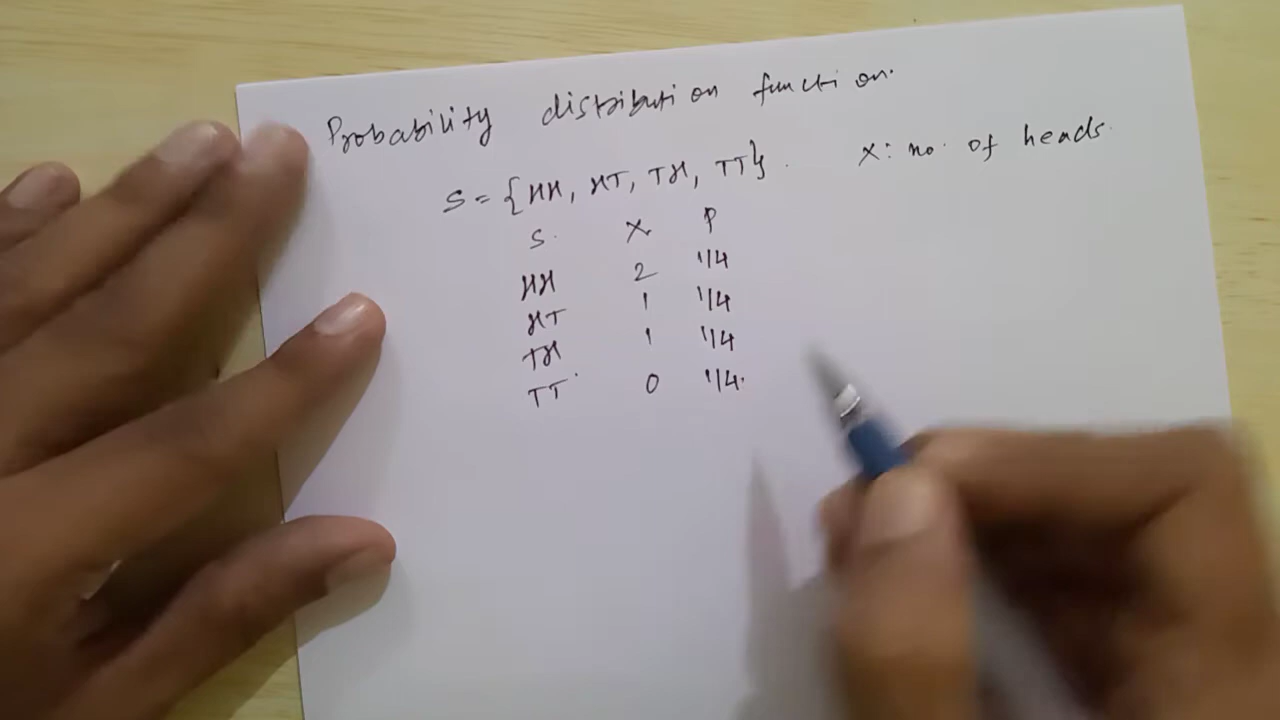 Probability distribution function.
S = {HH, HT, TH, TT}. X: no. of heads.
S. X P
HH 2 1/4
HT 1 1/4
TH 1 1/4
TT 0 1/4.